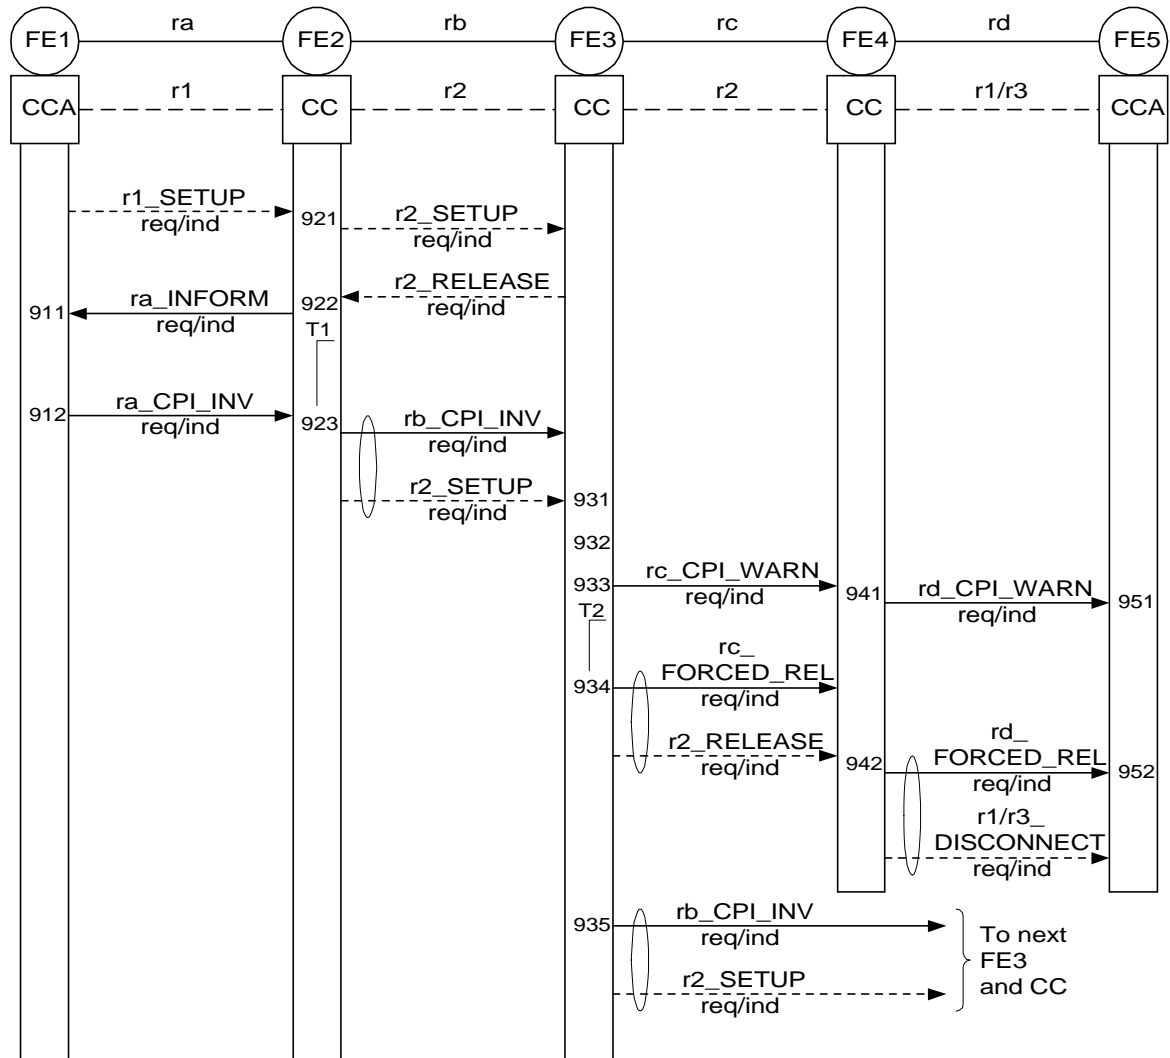 ra rb rc rd
FE1 FE2 FE3 FE4 FE5
r1 r2 r2 r1/r3
CCA CC CC CC CCA
r1_SETUP
req/ind
921
r2_SETUP
req/ind
r2_RELEASE
req/ind
911
ra_INFORM
req/ind
922
T1
912
ra_CPI_INV
req/ind
923
rb_CPI_INV
req/ind
r2_SETUP
req/ind
931
932
933
rc_CPI_WARN
req/ind
941
rd_CPI_WARN
req/ind
951
T2
rc_
FORCED_REL
req/ind
934
r2_RELEASE
req/ind
942
rd_
FORCED_REL
req/ind
952
r1/r3_
DISCONNECT
req/ind
935
rb_CPI_INV
req/ind
r2_SETUP
req/ind
To next
FE3
and CC